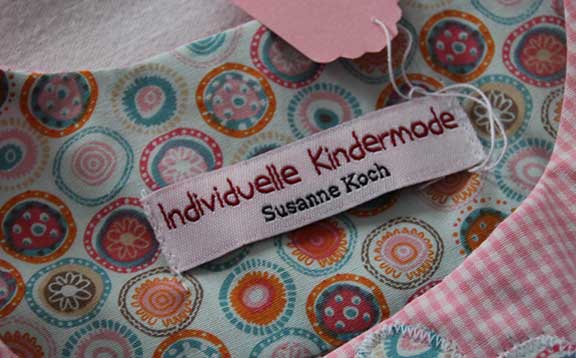 Individuelle Kindermode
Susanne Koch